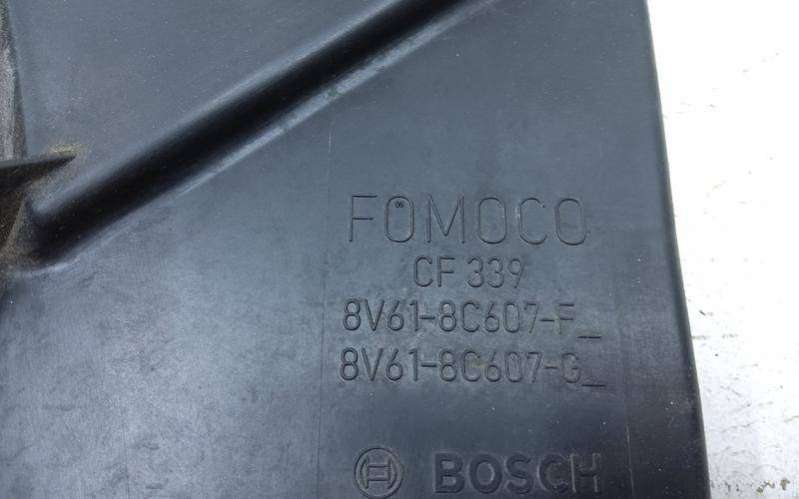 FOMOCO
CF 339
8V61-8C607-F_
8V61-8C607-G_
BOSCH